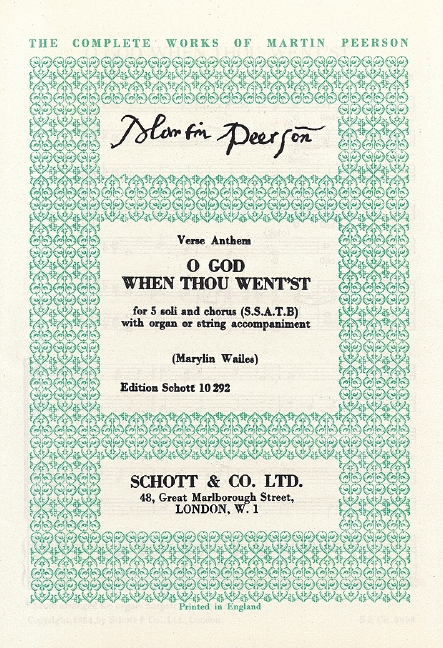 THE COMPLETE WORKS OF MARTIN PEERSON
Martin Peerson
Verse Anthem
O GOD
WHEN THOU WENT'ST
for 5 soli and chorus (S.S.A.T.B)
with organ or string accompaniment
(Marylin Wailes)
Edition Schott 10 292
SCHOTT & CO. LTD.
48, Great Marlborough Street,
LONDON, W. 1
Printed in England